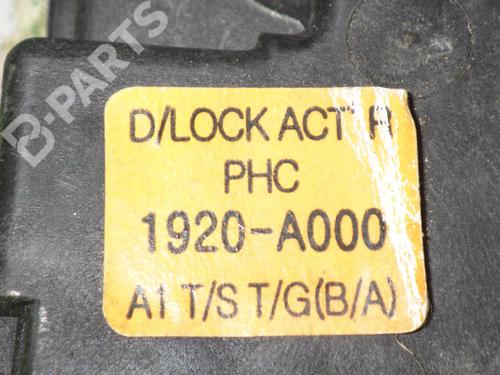 B-PARTS
D/LOCK ACT' R
PHC
1920-A000
A1 T/S T/G(B/A)